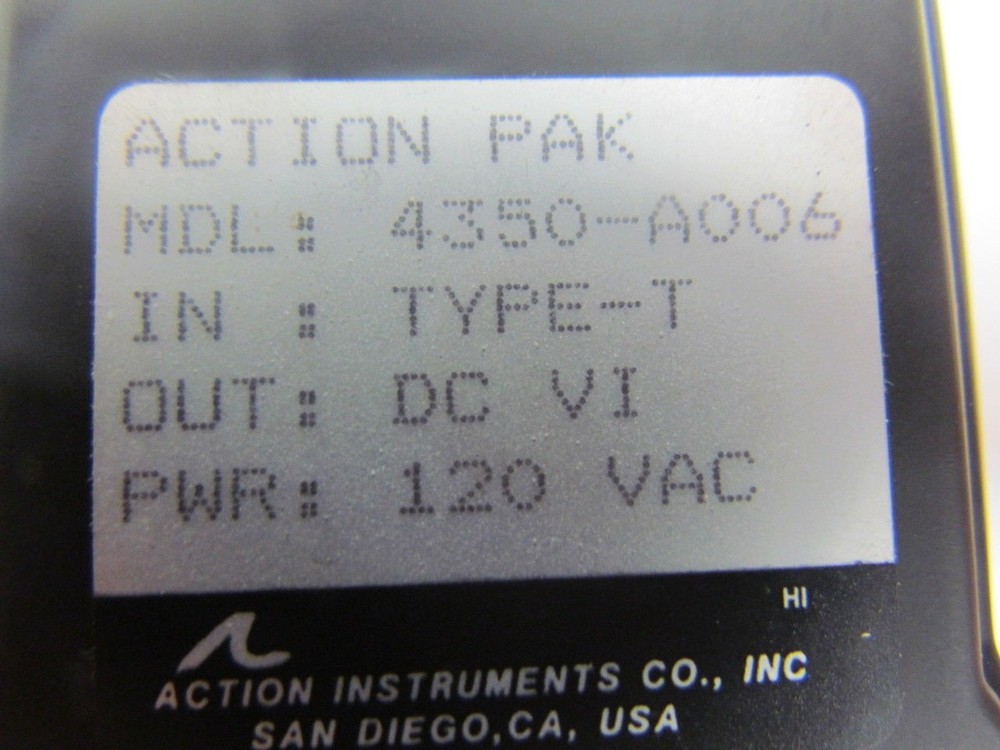 ACTION PAK
MDL: 4350-A006
IN : TYPE-T
OUT: DC VI
PWR: 120 VAC
HI
ACTION INSTRUMENTS CO., INC
SAN DIEGO,CA, USA